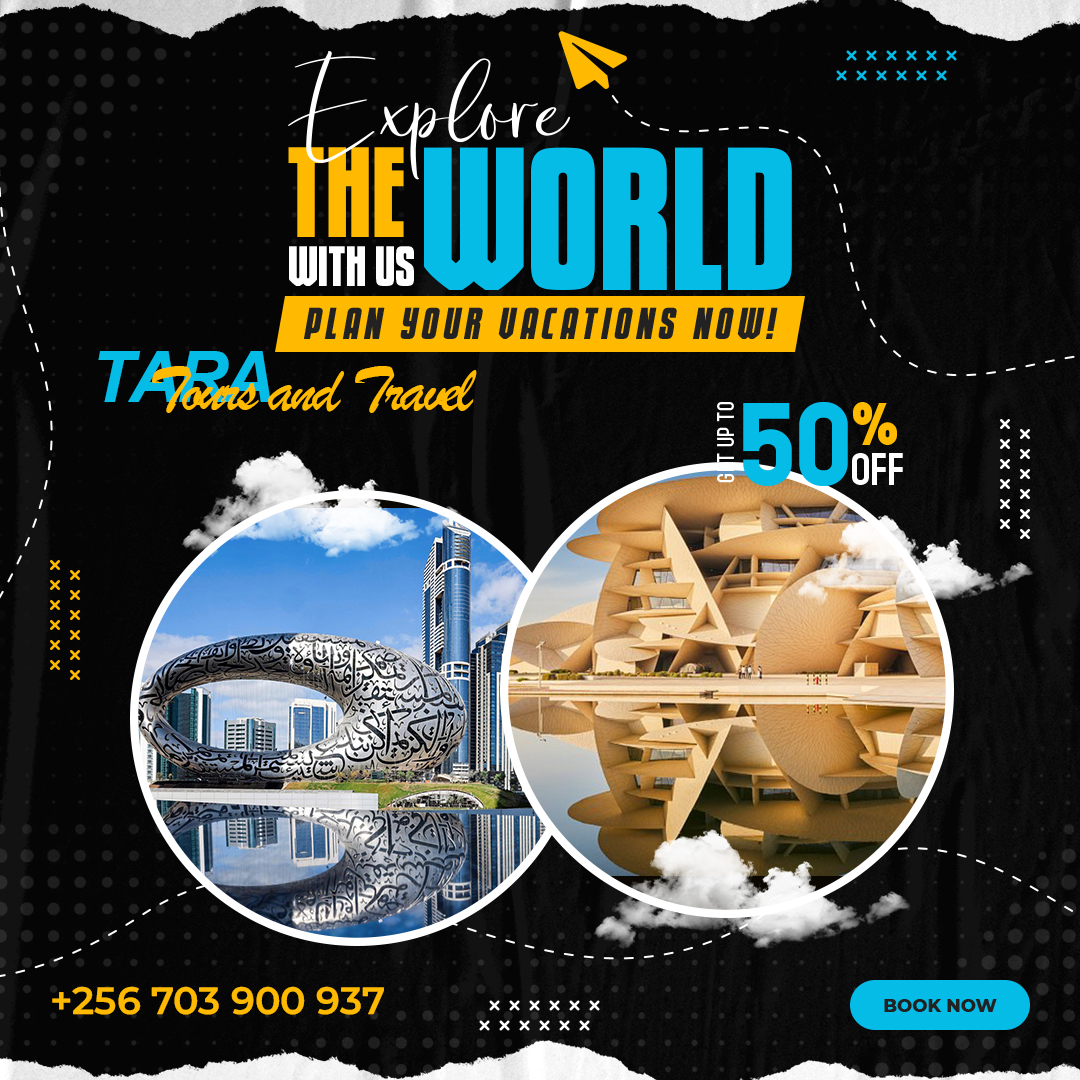 Explore
THE WORLD
WITH US
PLAN YOUR VACATIONS NOW!
TARA
Tours and Travel
GET UP TO
50%
OFF
+256 703 900 937
BOOK NOW